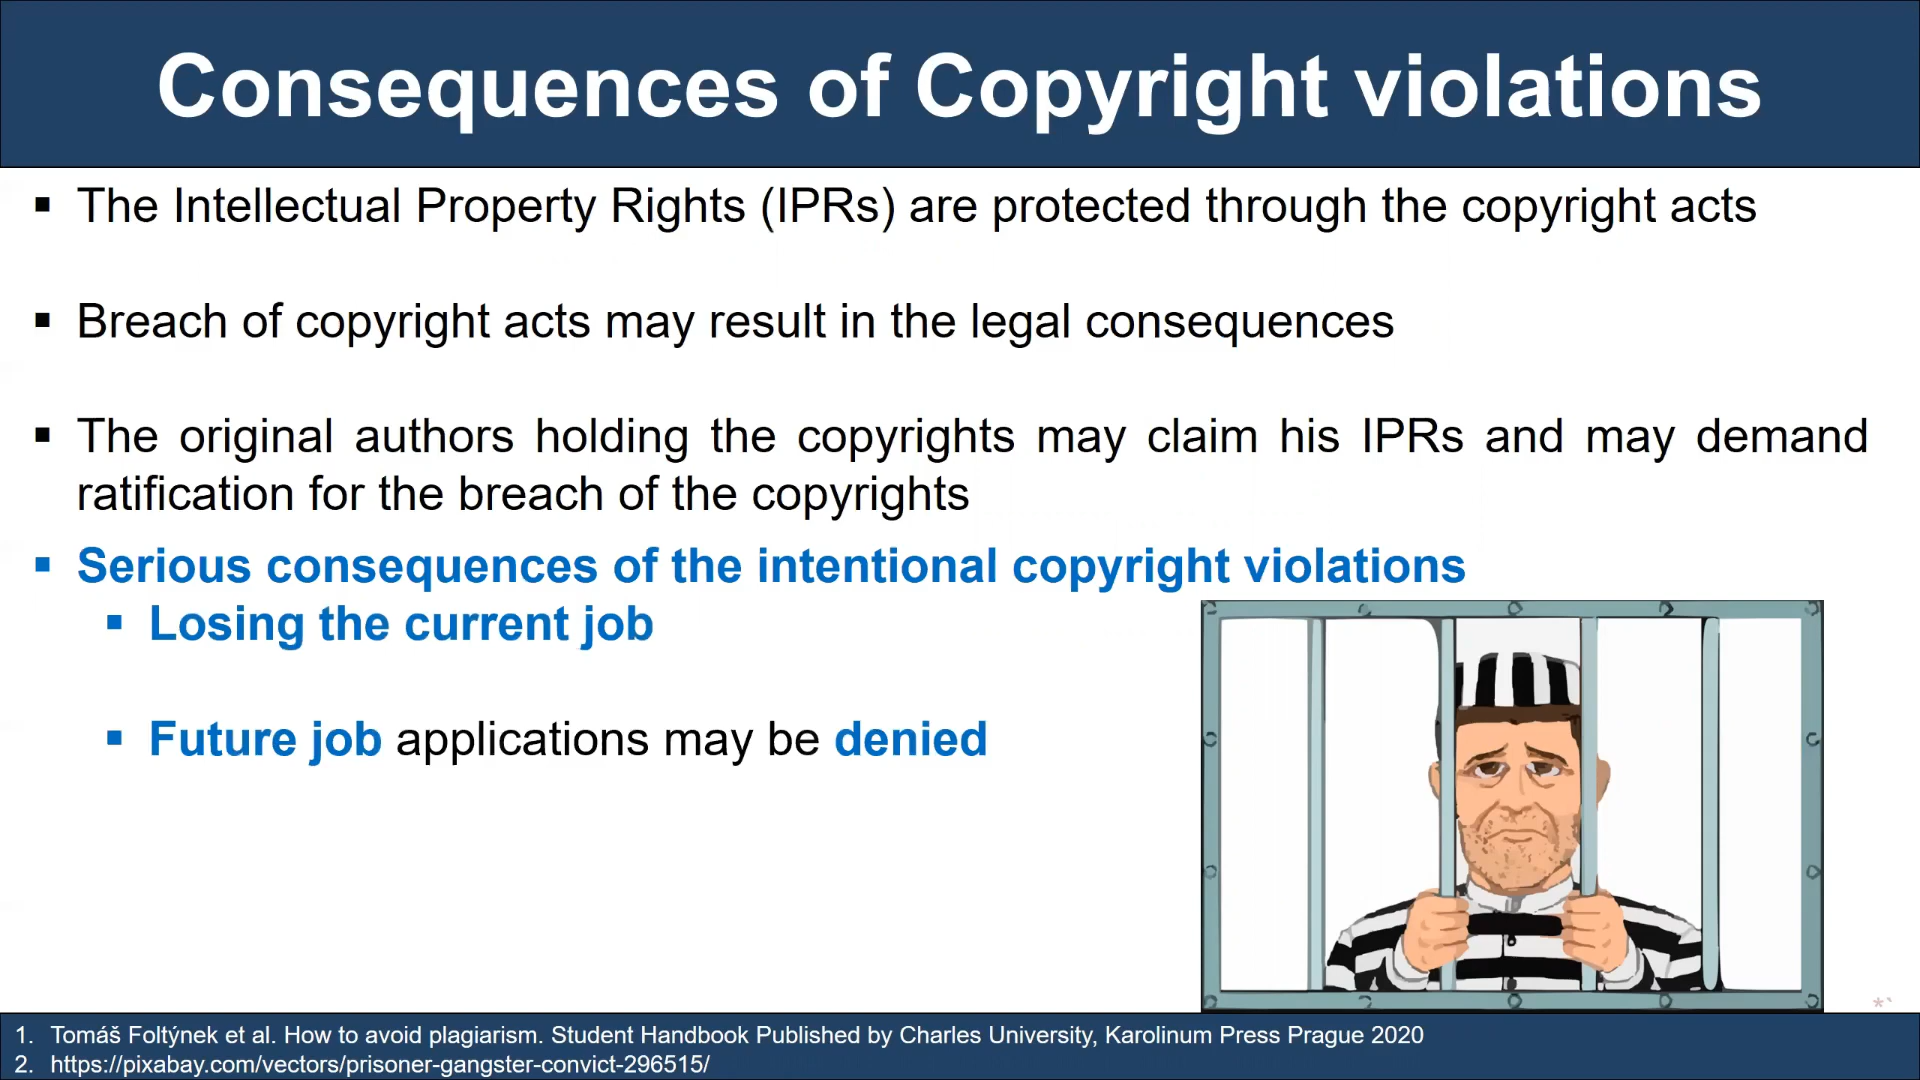 Consequences of Copyright violations
▪ The Intellectual Property Rights (IPRs) are protected through the copyright acts
▪ Breach of copyright acts may result in the legal consequences
▪ The original authors holding the copyrights may claim his IPRs and may demand
ratification for the breach of the copyrights
▪ Serious consequences of the intentional copyright violations
▪ Losing the current job
▪ Future job applications may be denied
1. Tomáš Foltýnek et al. How to avoid plagiarism. Student Handbook Published by Charles University, Karolinum Press Prague 2020
2. https://pixabay.com/vectors/prisoner-gangster-convict-296515/